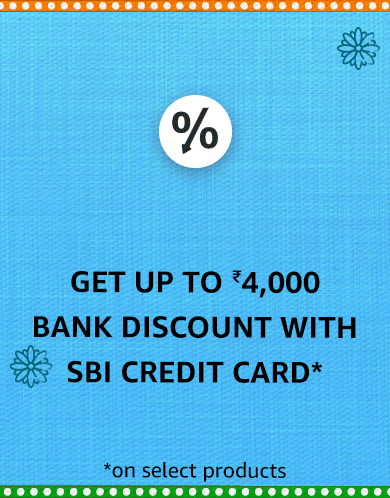 %
GET UP TO ₹4,000
BANK DISCOUNT WITH
SBI CREDIT CARD*
*on select products